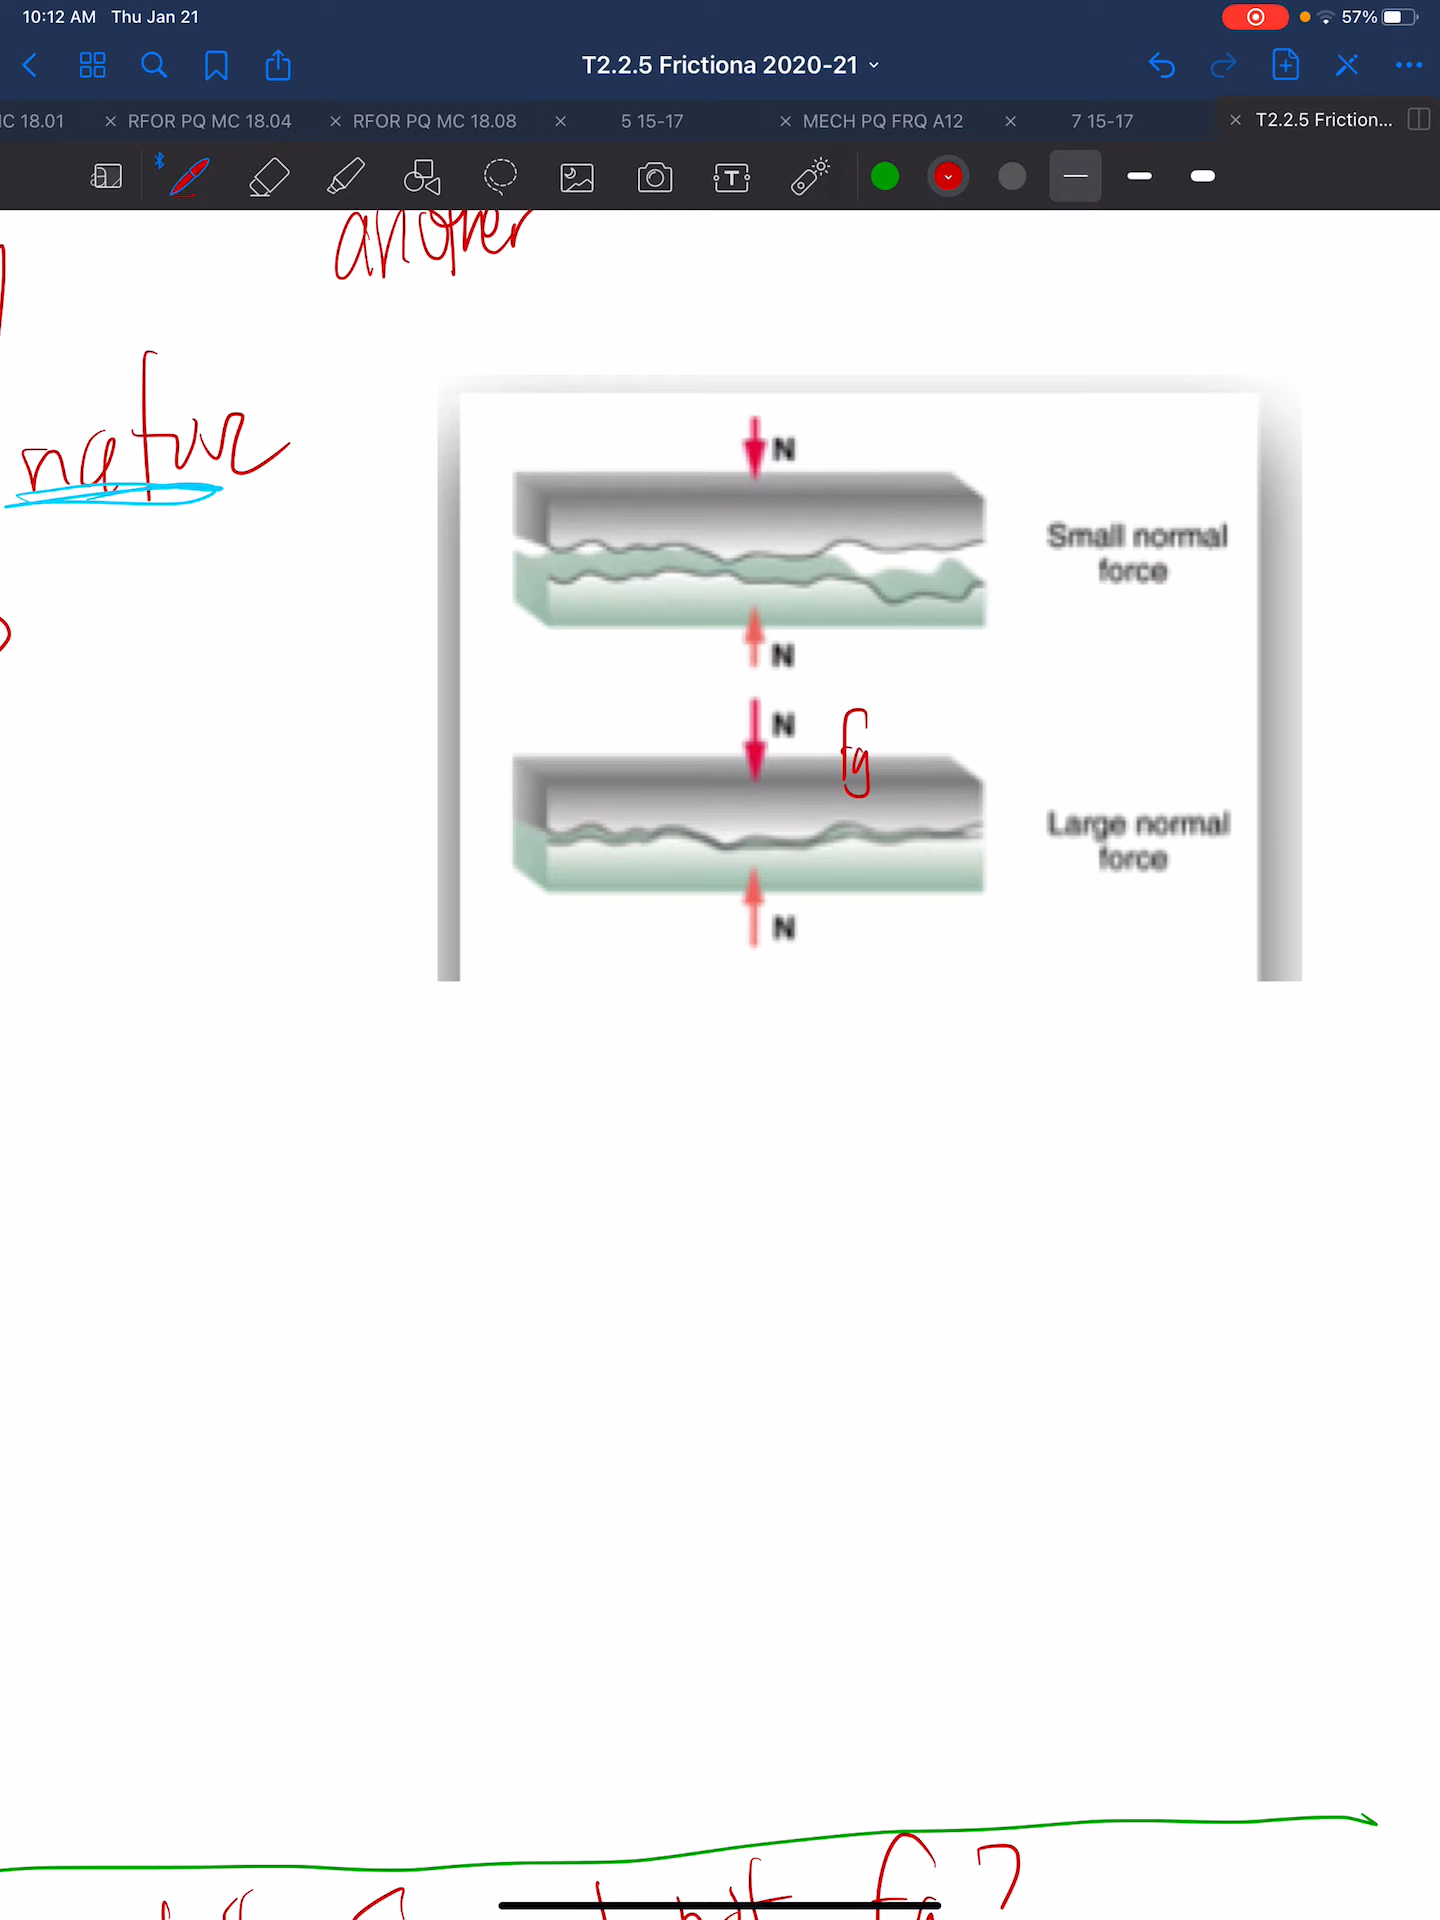 10:12 AM Thu Jan 21
57%
T2.2.5 Frictiona 2020-21
IC 18.01 × RFOR PQ MC 18.04 × RFOR PQ MC 18.08 × 5 15-17 × MECH PQ FRQ A12 × 7 15-17 × T2.2.5 Friction...
T
another
N
Small normal
force
N
N
Fg
Large normal
force
N
Fg?